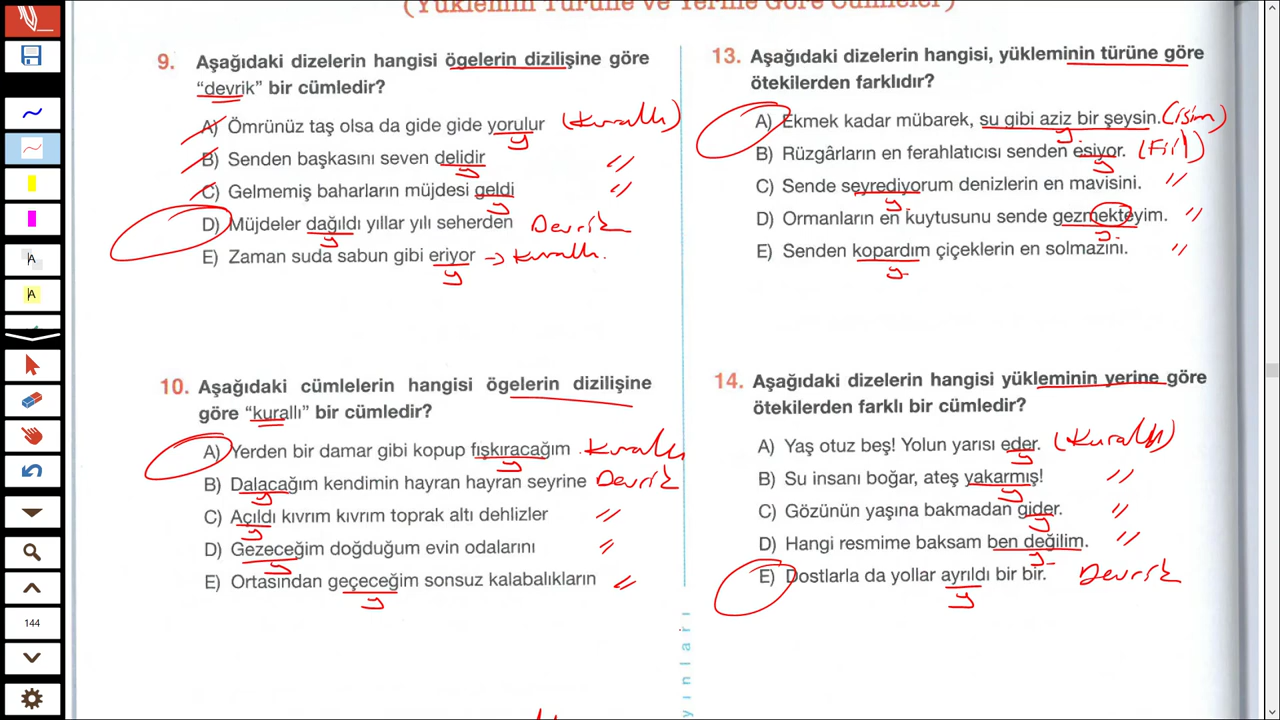 (Yüklemin Türüne ve Yerine Göre Cümleler)
9. Aşağıdaki dizelerin hangisi ögelerin dizilişine göre
"devrik" bir cümledir?
A) Ömrünüz taş olsa da gide gide yorulur (Kurallı)
y
B) Senden başkasını seven delidir "
y
C) Gelmemiş baharların müjdesi geldi "
y
D) Müjdeler dağıldı yıllar yılı seherden Devrik
y
E) Zaman suda sabun gibi eriyor → Kurallı.
y
10. Aşağıdaki cümlelerin hangisi ögelerin dizilişine
göre "kurallı" bir cümledir?
A) Yerden bir damar gibi kopup fışkıracağım . Kurallı
y
B) Dalacağım kendimin hayran hayran seyrine Devrik
y
C) Açıldı kıvrım kıvrım toprak altı dehlizler "
y
D) Gezeceğim doğduğum evin odalarını "
y
E) Ortasından geçeceğim sonsuz kalabalıkların "
y
13. Aşağıdaki dizelerin hangisi, yükleminin türüne göre
ötekilerden farklıdır?
A) Ekmek kadar mübarek, su gibi aziz bir şeysin. (isim)
y.
B) Rüzgârların en ferahlatıcısı senden esiyor. (Fiil)
y
C) Sende seyrediyorum denizlerin en mavisini. "
y.
D) Ormanların en kuytusunu sende gezmekteyim. "
y.
E) Senden kopardım çiçeklerin en solmazını. "
y.
14. Aşağıdaki dizelerin hangisi yükleminin yerine göre
ötekilerden farklı bir cümledir?
A) Yaş otuz beş! Yolun yarısı eder. (Kurallı)
y
B) Su insanı boğar, ateş yakarmış! "
y
C) Gözünün yaşına bakmadan gider. "
y
D) Hangi resmime baksam ben değilim. "
y.
E) Dostlarla da yollar ayrıldı bir bir. Devrik
y
yınları
A
A
144